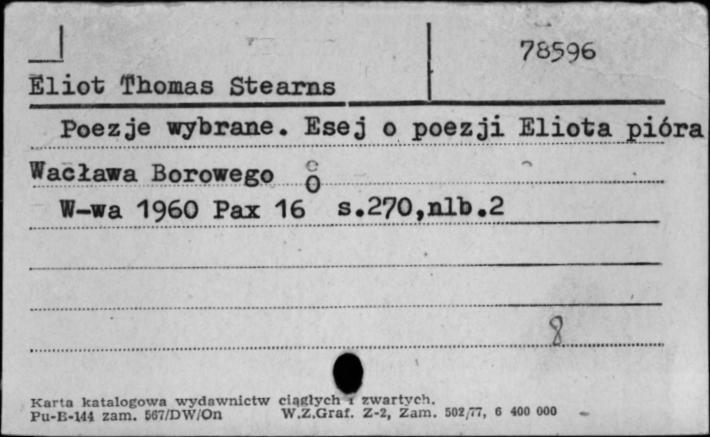 78596
Eliot Thomas Stearns
Poezje wybrane. Esej o poezji Eliota pióra
Wacława Borowego
W-wa 1960 Pax 16 s.270,nlb.2
8
Karta katalogowa wydawnictw ciągłych i zwartych.
Pu-B-144 zam. 567/DW/On W.Z.Graf. Z-2, Zam. 502/77, 6 400 000